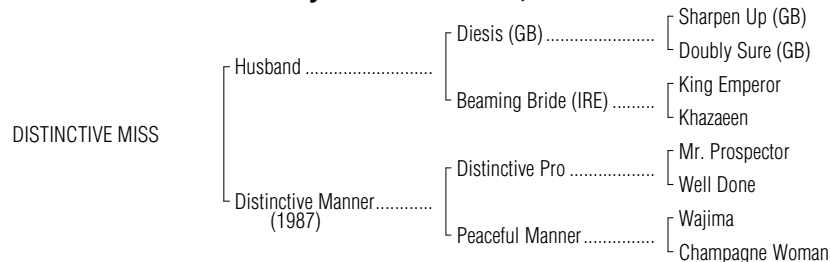 Sharpen Up (GB)
Diesis (GB) ........................
Doubly Sure (GB)
Husband ............................
King Emperor
Beaming Bride (IRE) .........
Khazaeen
DISTINCTIVE MISS
Mr. Prospector
Distinctive Pro ...................
Well Done
Distinctive Manner............
(1987)
Wajima
Peaceful Manner...............
Champagne Woman